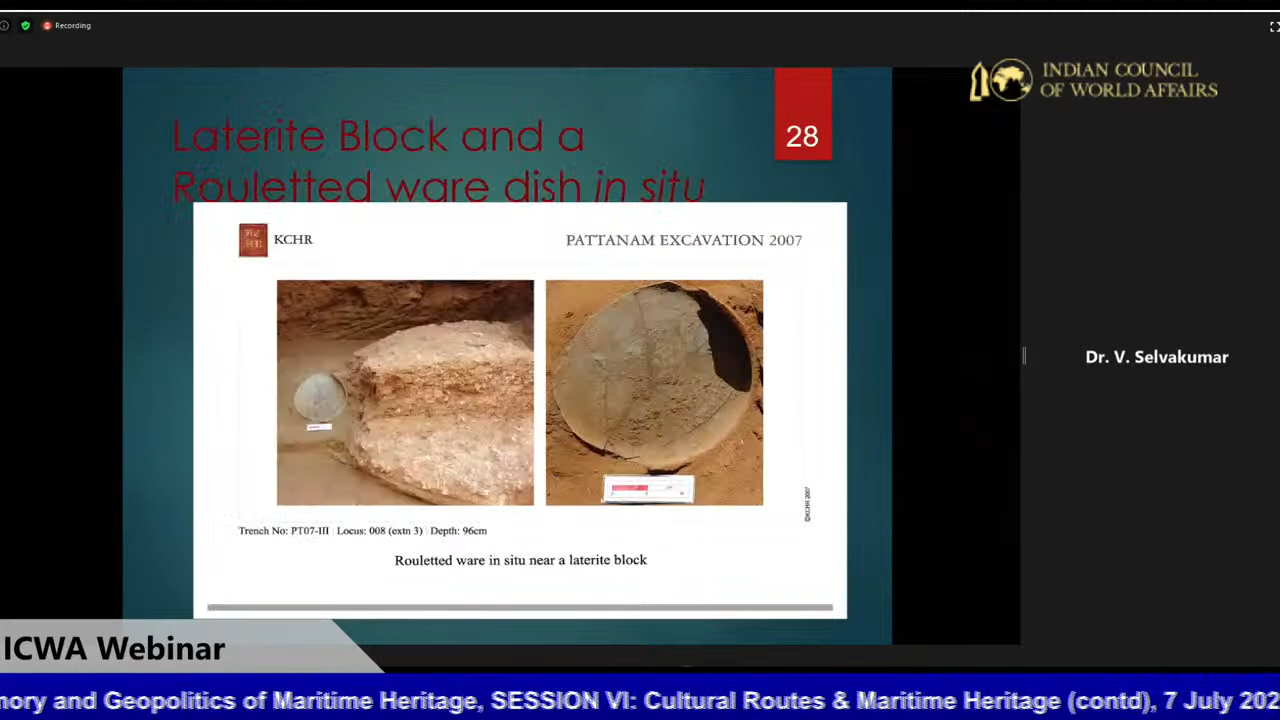 Recording
INDIAN COUNCIL
OF WORLD AFFAIRS
28
Laterite Block and a
Rouletted ware dish in situ
KCHR
PATTANAM EXCAVATION 2007
©KCHR 2007
Trench No: PT07-III | Locus: 008 (extn 3) | Depth: 96cm
Rouletted ware in situ near a laterite block
Dr. V. Selvakumar
ICWA Webinar
and Geopolitics of Maritime Heritage, SESSION VI: Cultural Routes & Maritime Heritage (contd), 7 July